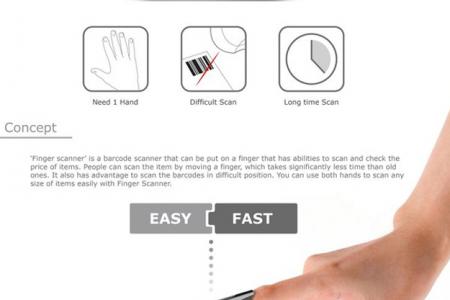 Need 1 Hand
Difficult Scan
Long time Scan
Concept
'Finger scanner' is a barcode scanner that can be put on a finger that has abilities to scan and check the
price of items. People can scan the item by moving a finger, which takes significantly less time than old
ones. It also has advantage to scan the barcodes in difficult position. You can use both hands to scan any
size of items easily with Finger Scanner.
EASY FAST